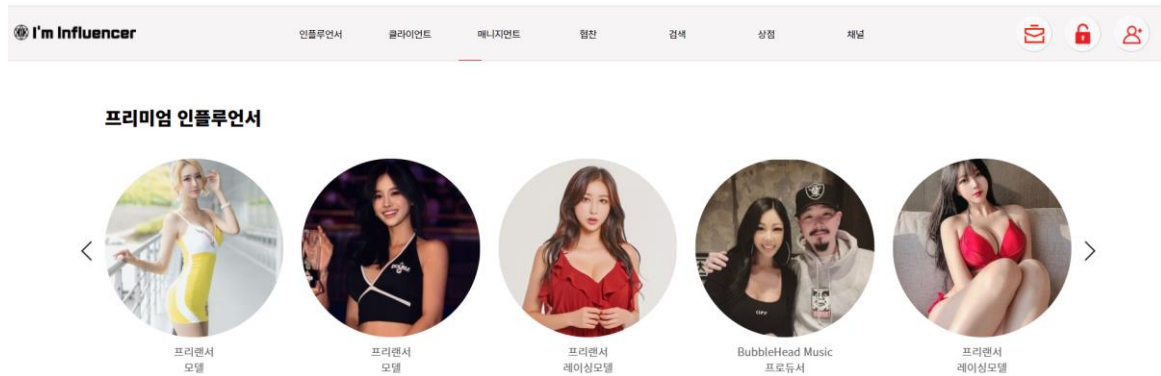 I'm Influencer
인플루언서
클라이언트
매니지먼트
협찬
검색
상점
채널
프리미엄 인플루언서
프리랜서
모델
프리랜서
모델
프리랜서
레이싱모델
BubbleHead Music
프로듀서
프리랜서
레이싱모델